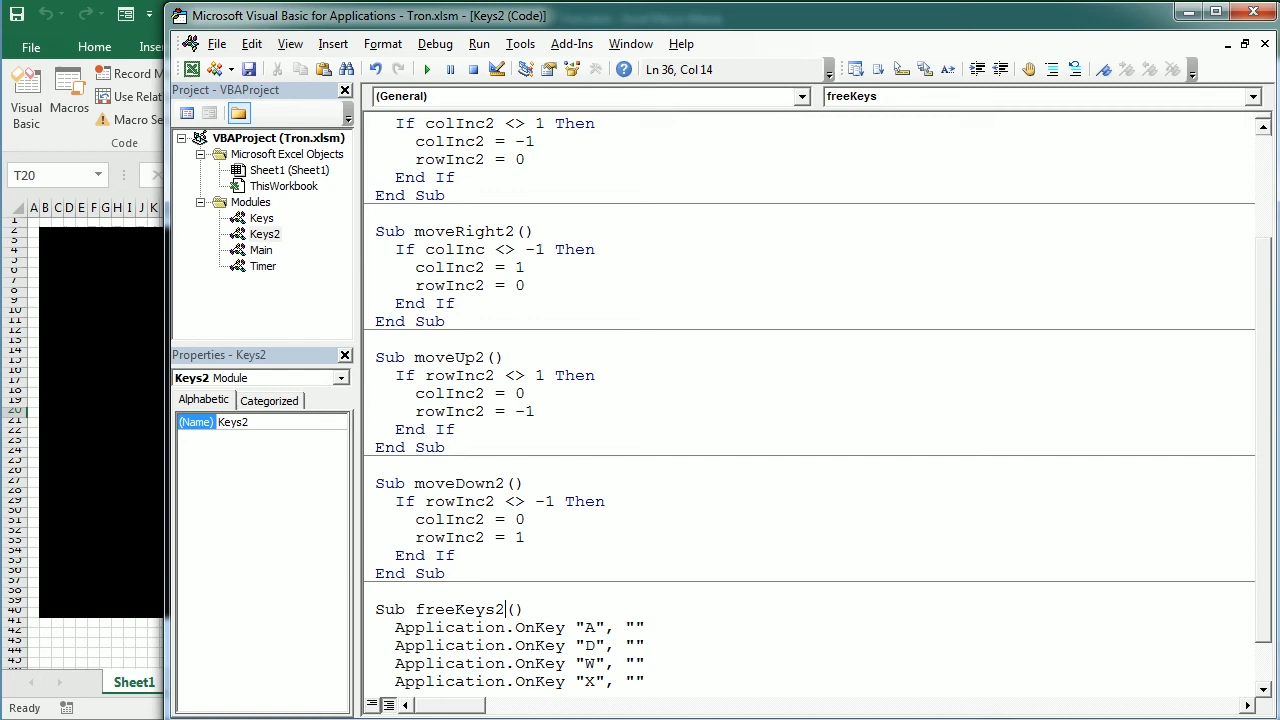 Microsoft Visual Basic for Applications - Tron.xlsm - [Keys2 (Code)]
File Home Inse
File Edit View Insert Format Debug Run Tools Add-Ins Window Help
Ln 36, Col 14
Record M
Use Relat
Macro Se
Visual Basic
Macros
Code
T20
A B C D E F G H I J K
Project - VBAProject
VBAProject (Tron.xlsm)
Microsoft Excel Objects
Sheet1 (Sheet1)
ThisWorkbook
Modules
Keys
Keys2
Main
Timer
Properties - Keys2
Keys2 Module
Alphabetic Categorized
(Name) Keys2
(General) freeKeys
If colInc2 <> 1 Then
colInc2 = -1
rowInc2 = 0
End If
End Sub
Sub moveRight2()
If colInc <> -1 Then
colInc2 = 1
rowInc2 = 0
End If
End Sub
Sub moveUp2()
If rowInc2 <> 1 Then
colInc2 = 0
rowInc2 = -1
End If
End Sub
Sub moveDown2()
If rowInc2 <> -1 Then
colInc2 = 0
rowInc2 = 1
End If
End Sub
Sub freeKeys2()
Application.OnKey "A", ""
Application.OnKey "D", ""
Application.OnKey "W", ""
Application.OnKey "X", ""
Sheet1
Ready